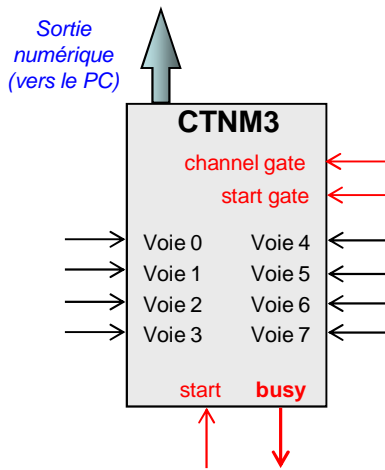 Sortie
numérique
(vers le PC)
CTNM3
channel gate
start gate
Voie 0 Voie 4
Voie 1 Voie 5
Voie 2 Voie 6
Voie 3 Voie 7
start busy